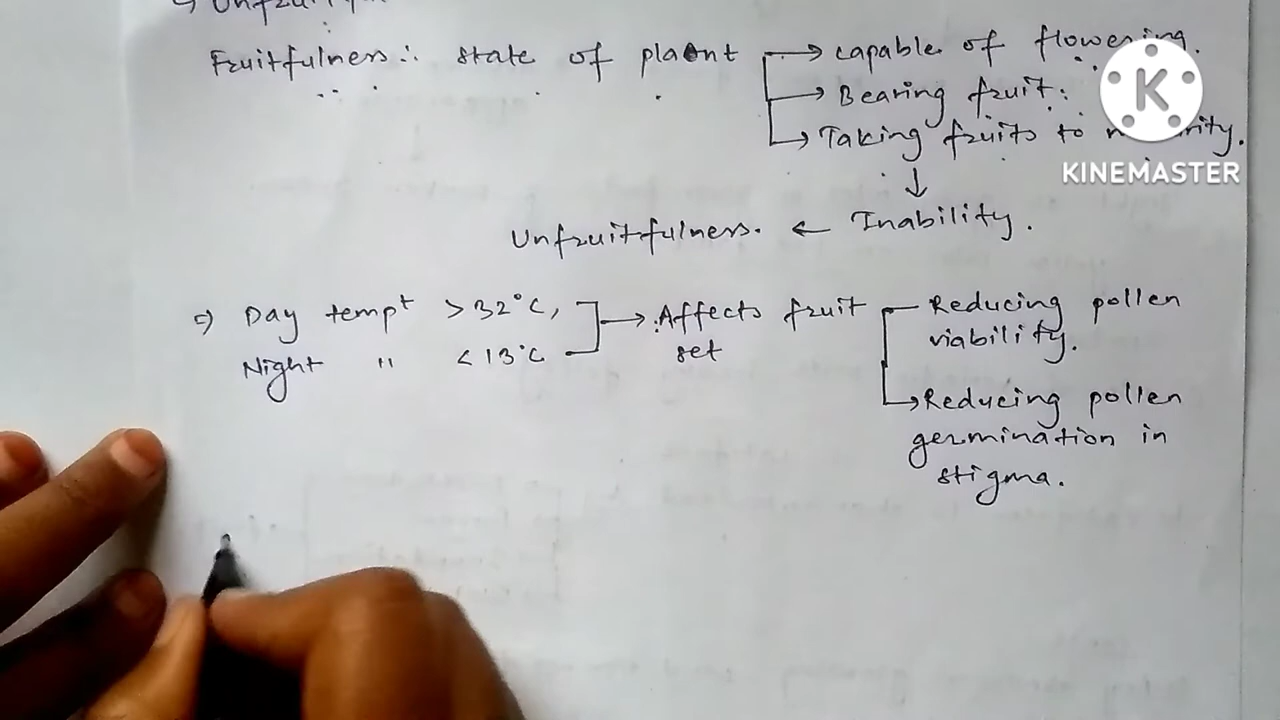 Fruitfulness:. state of plant → capable of flowering.
→ Bearing fruit.
→ Taking fruits to
↓
Unfruitfulness. ← Inability.
⇒ Day tempt > 32°C, → Affects fruit set
Night " < 13°C
Reducing pollen
viability.
→ Reducing pollen
germination in
stigma.
K
KINEMASTER